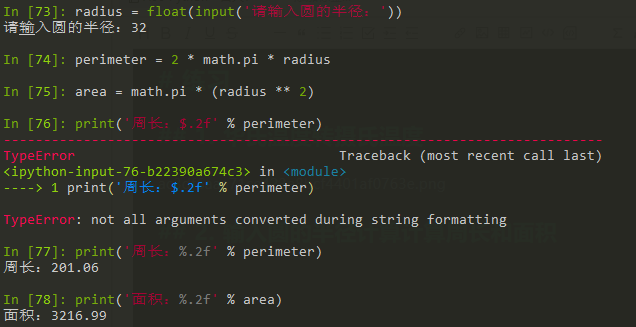 In [73]: radius = float(input('请输入圆的半径：'))
请输入圆的半径：32
In [74]: perimeter = 2 * math.pi * radius
In [75]: area = math.pi * (radius ** 2)
In [76]: print('周长：$.2f' % perimeter)
---------------------------------------------------------------------------
TypeError                                 Traceback (most recent call last)
<ipython-input-76-b22390a674c3> in <module>
----> 1 print('周长：$.2f' % perimeter)
TypeError: not all arguments converted during string formatting
In [77]: print('周长：%.2f' % perimeter)
周长：201.06
In [78]: print('面积：%.2f' % area)
面积：3216.99